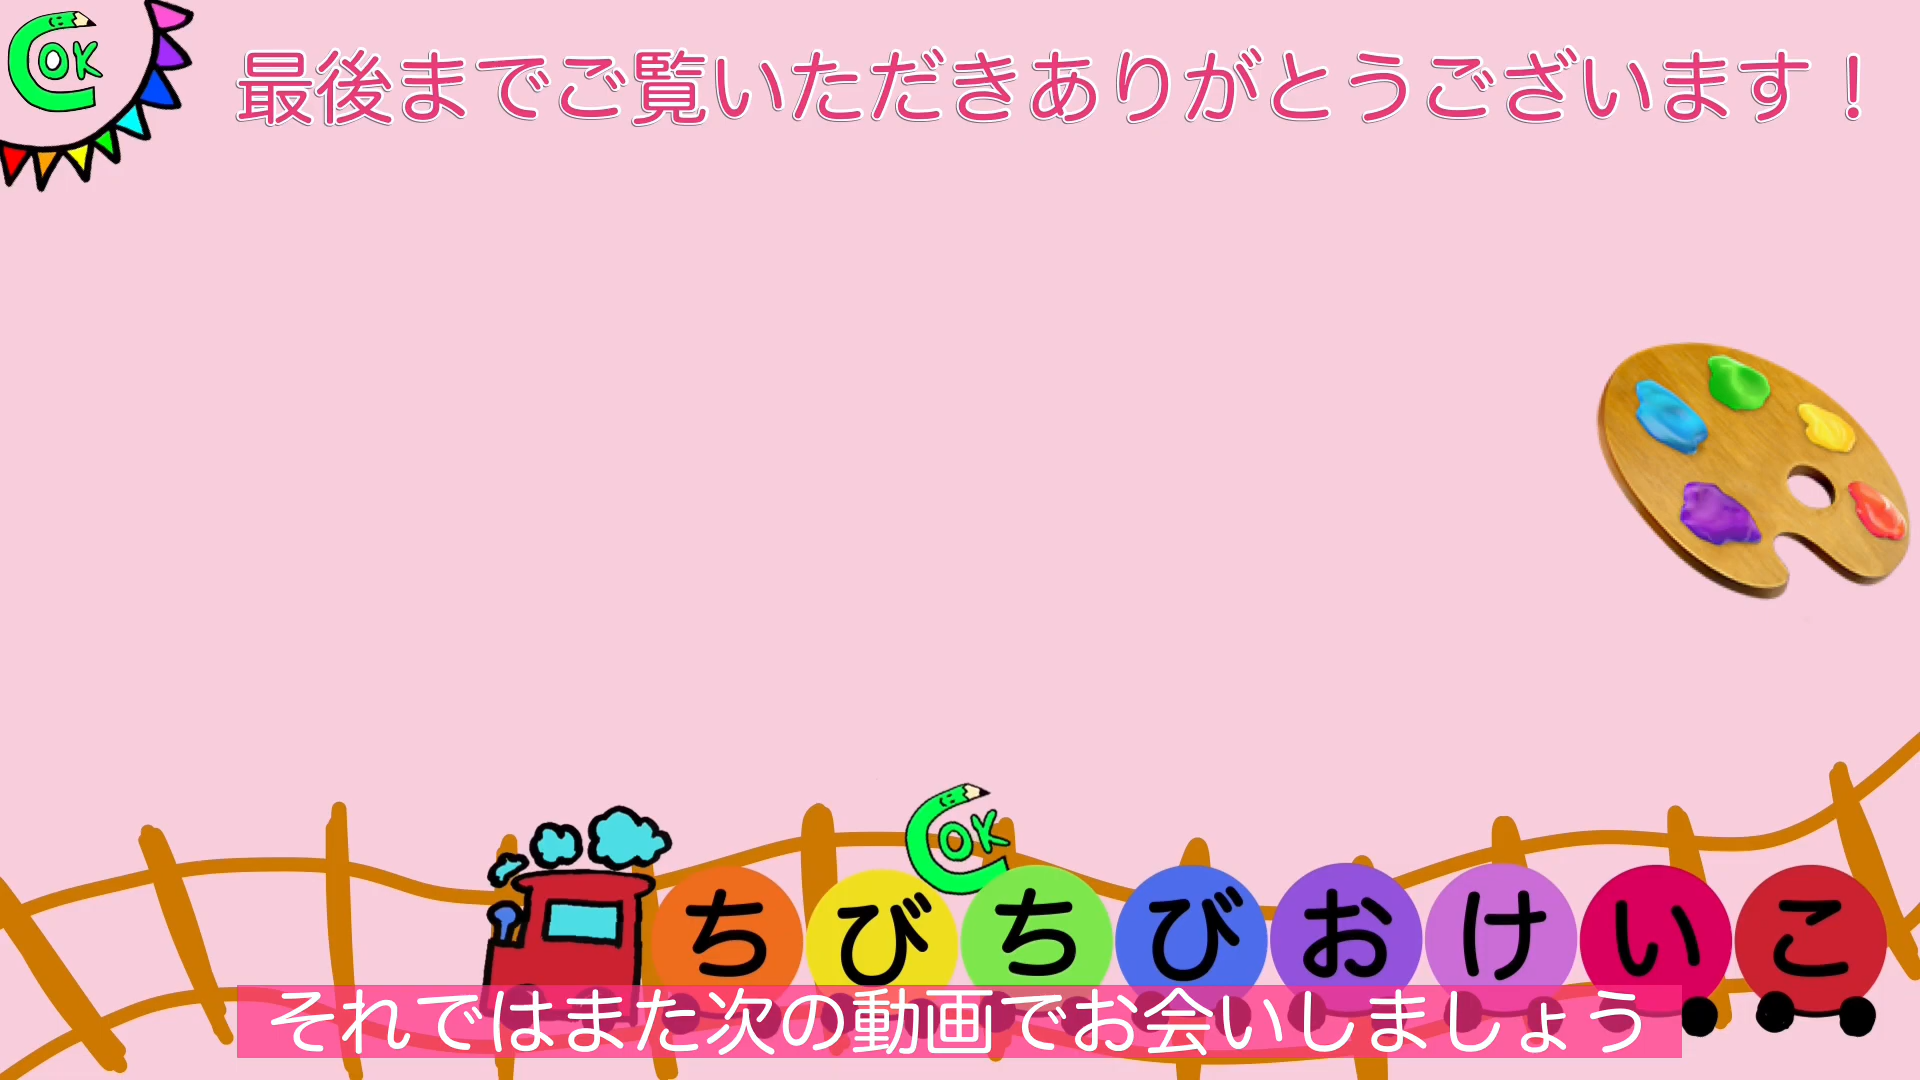 COK
最後までご覧いただきありがとうございます！
COK
ちびちびおけいこ
それではまた次の動画でお会いしましょう